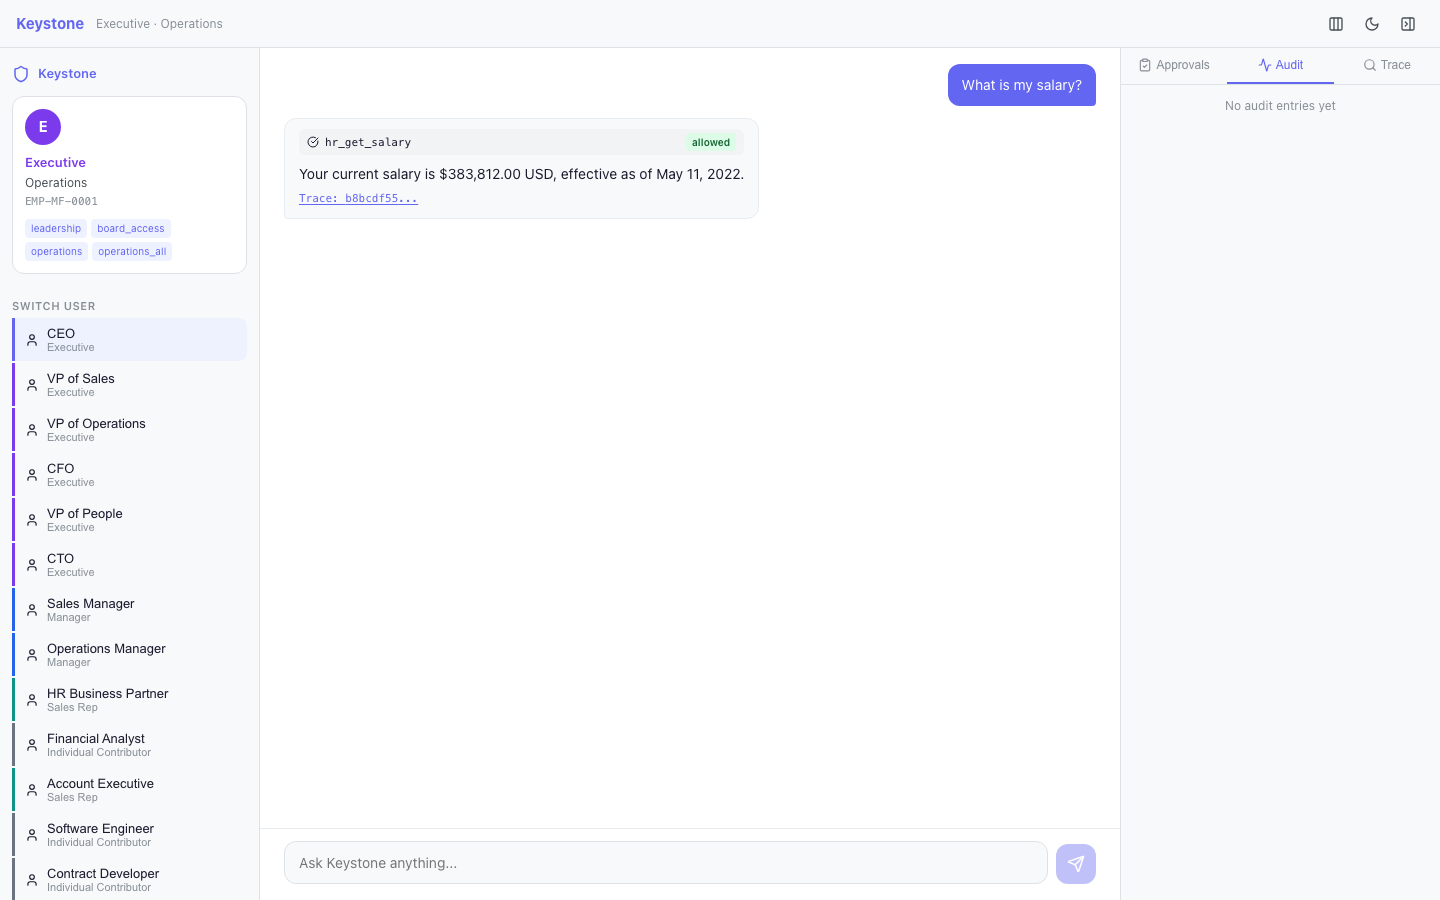 Keystone Executive · Operations
Keystone
E
Executive
Operations
EMP-MF-0001
leadership board_access
operations operations_all
SWITCH USER
CEO
Executive
VP of Sales
Executive
VP of Operations
Executive
CFO
Executive
VP of People
Executive
CTO
Executive
Sales Manager
Manager
Operations Manager
Manager
HR Business Partner
Sales Rep
Financial Analyst
Individual Contributor
Account Executive
Sales Rep
Software Engineer
Individual Contributor
Contract Developer
Individual Contributor
What is my salary?
hr_get_salary allowed
Your current salary is $383,812.00 USD, effective as of May 11, 2022.
Trace: b8bcdf55...
Ask Keystone anything...
Approvals Audit Trace
No audit entries yet